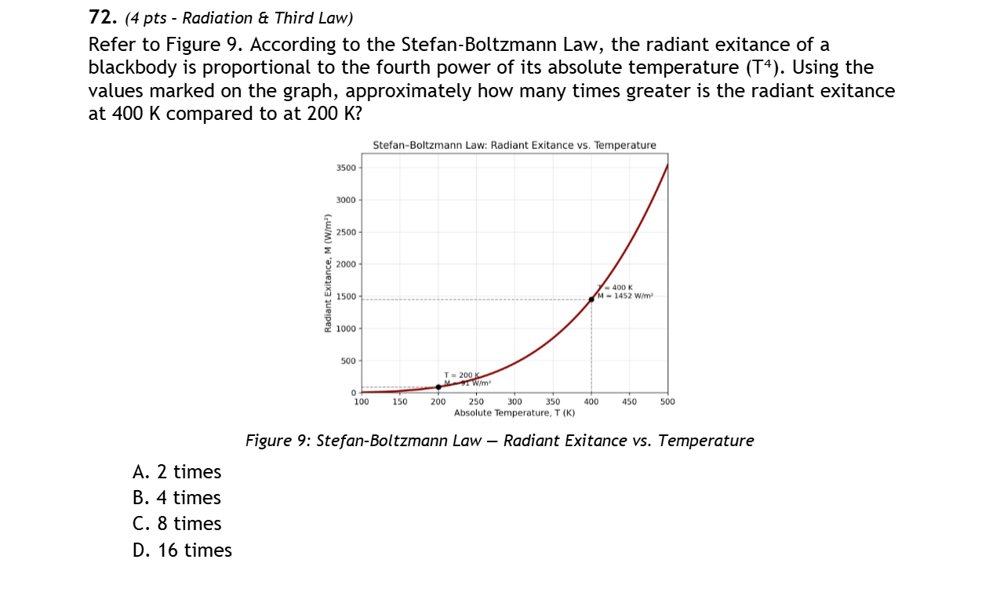 72. (4 pts - Radiation & Third Law)
Refer to Figure 9. According to the Stefan-Boltzmann Law, the radiant exitance of a
blackbody is proportional to the fourth power of its absolute temperature (T⁴). Using the
values marked on the graph, approximately how many times greater is the radiant exitance
at 400 K compared to at 200 K?
Stefan-Boltzmann Law: Radiant Exitance vs. Temperature
Radiant Exitance, M (W/m²)
3500
3000
2500
2000
1500
1000
500
0
T = 400 K
M = 1452 W/m²
T = 200 K
M = 91 W/m²
100 150 200 250 300 350 400 450 500
Absolute Temperature, T (K)
Figure 9: Stefan-Boltzmann Law — Radiant Exitance vs. Temperature
A. 2 times
B. 4 times
C. 8 times
D. 16 times